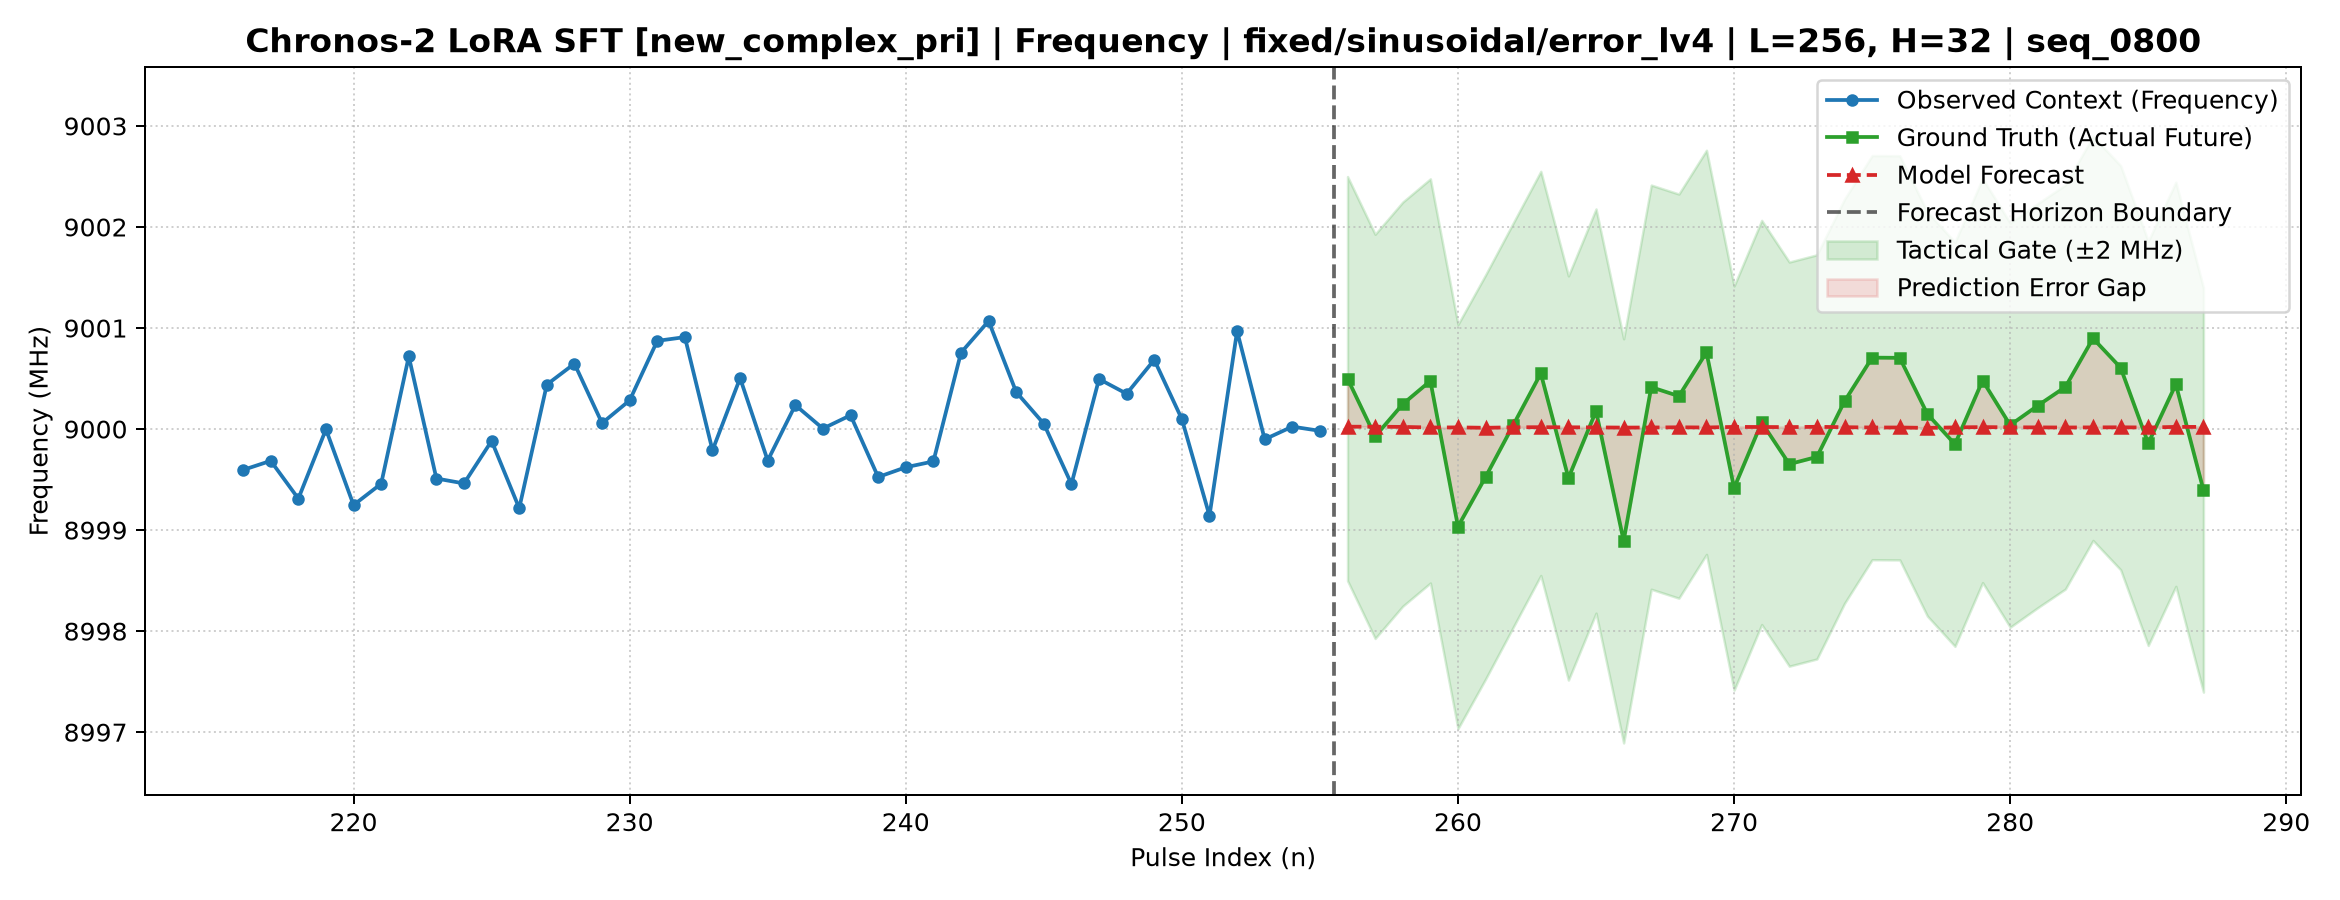 Chronos-2 LoRA SFT [new_complex_pri] | Frequency | fixed/sinusoidal/error_lv4 | L=256, H=32 | seq_0800
Observed Context (Frequency)
Ground Truth (Actual Future)
Model Forecast
Forecast Horizon Boundary
Tactical Gate (±2 MHz)
Prediction Error Gap
Frequency (MHz)
9003
9002
9001
9000
8999
8998
8997
220 230 240 250 260 270 280 290
Pulse Index (n)